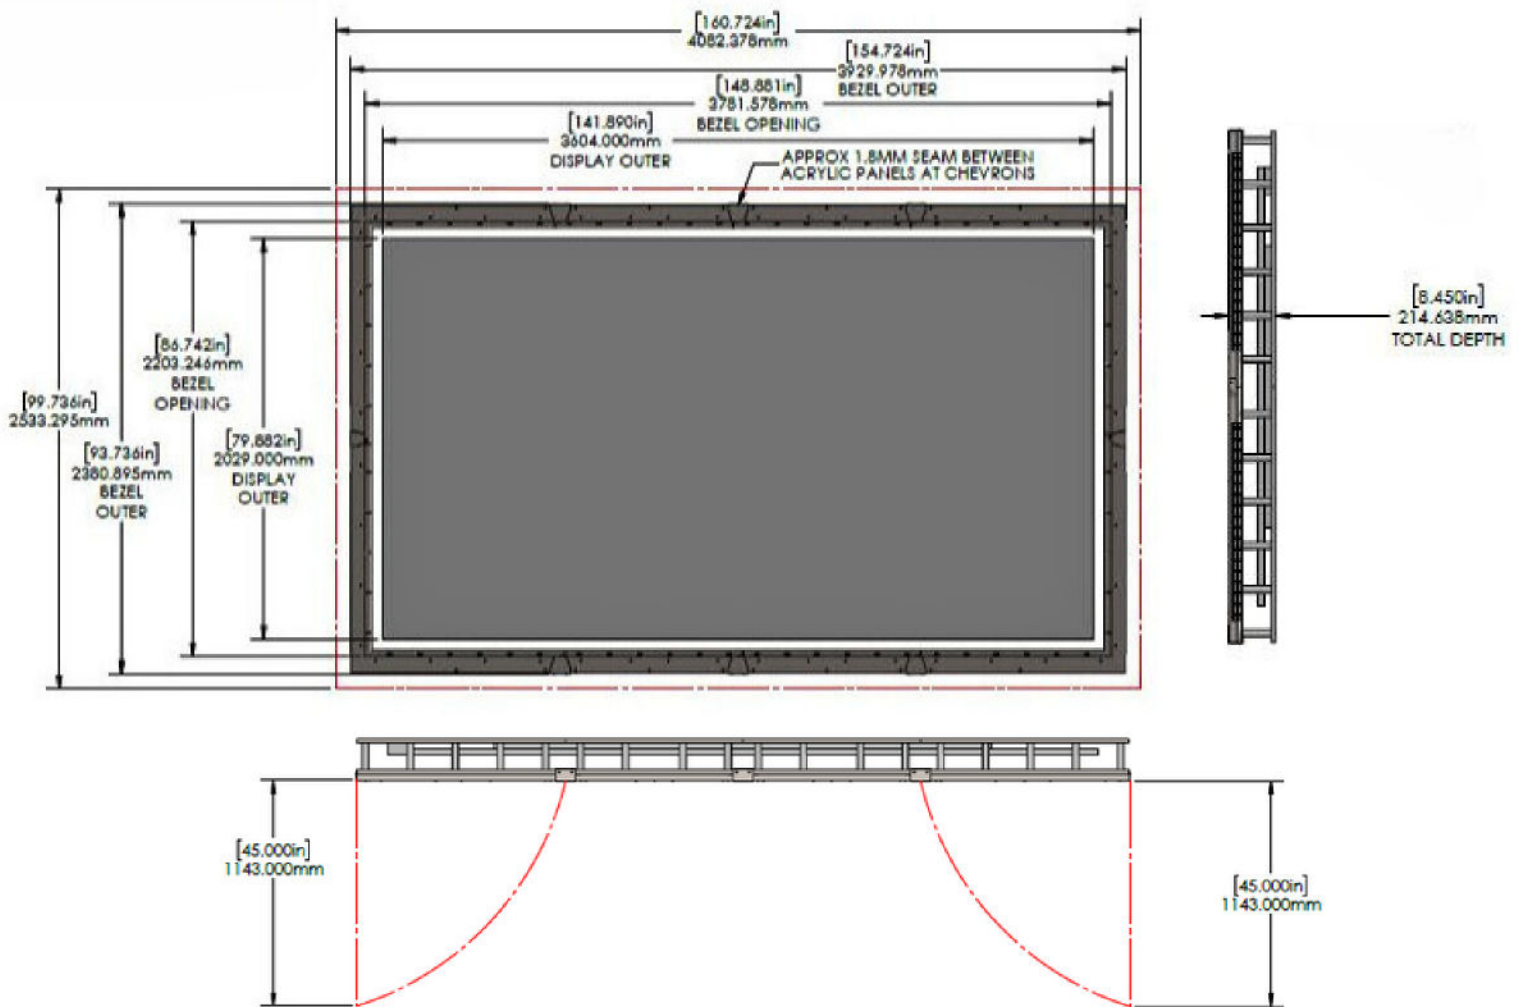 [160.724in]
4082.378mm
[154.724in]
3929.978mm
BEZEL OUTER
[148.881in]
3781.578mm
BEZEL OPENING
[141.890in]
3604.000mm
DISPLAY OUTER
APPROX 1.8MM SEAM BETWEEN
ACRYLIC PANELS AT CHEVRONS
[8.450in]
214.638mm
TOTAL DEPTH
[86.742in]
2203.246mm
BEZEL
OPENING
[99.736in]
2533.295mm
[79.882in]
2029.000mm
DISPLAY
OUTER
[93.736in]
2380.895mm
BEZEL
OUTER
[45.000in]
1143.000mm
[45.000in]
1143.000mm